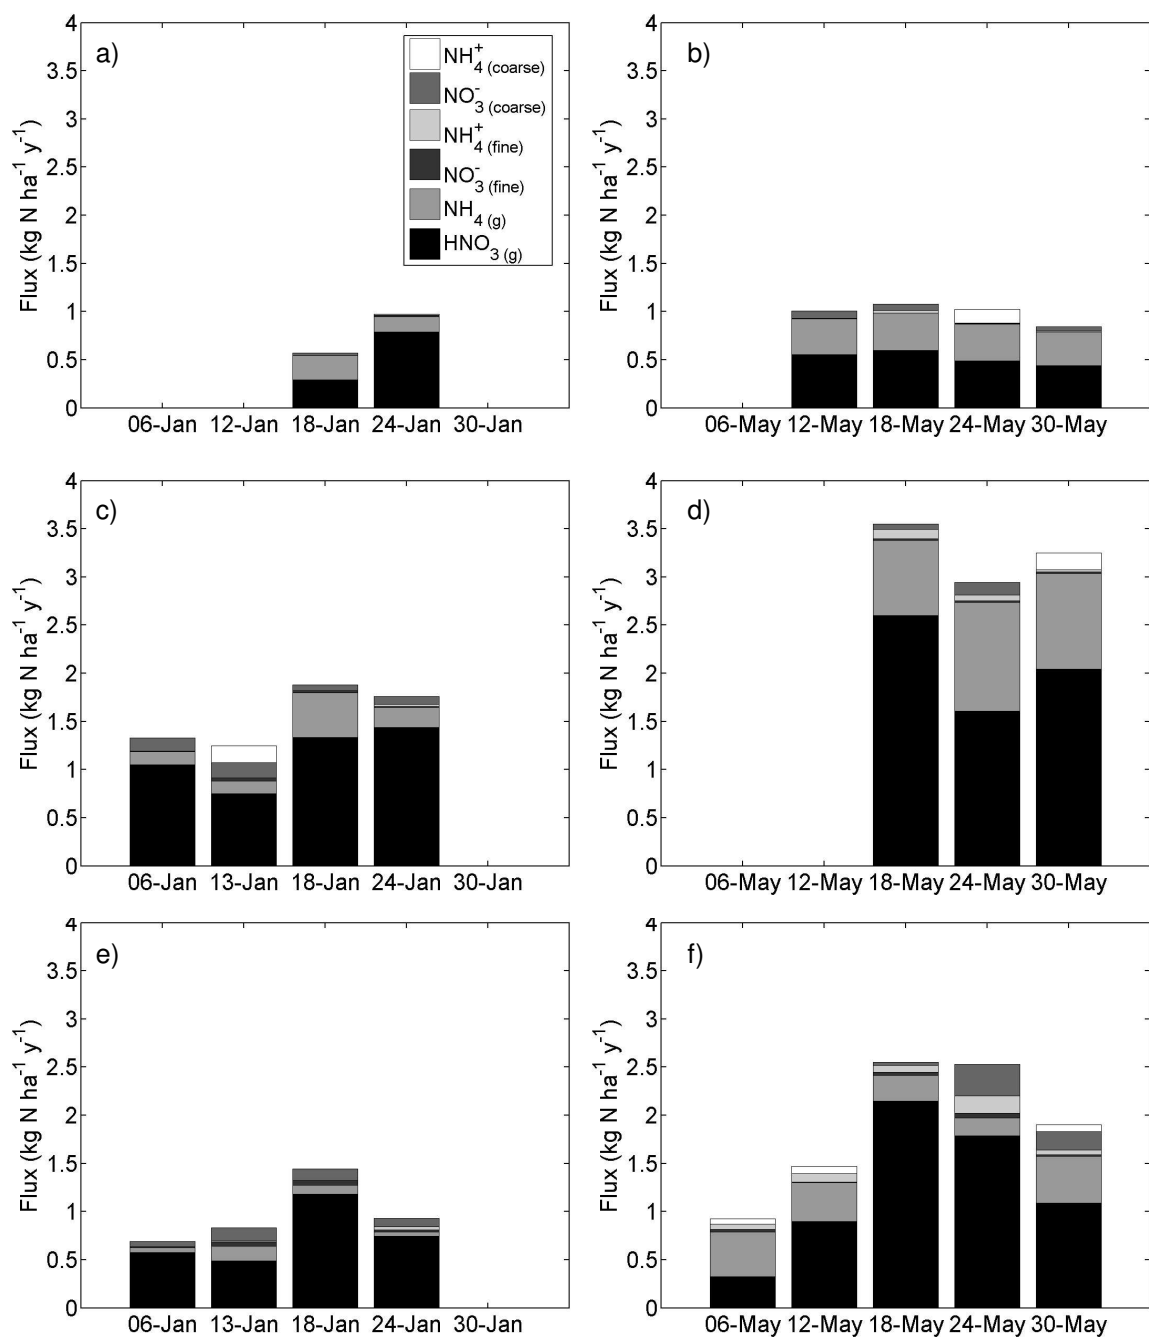 a)
4
3.5
3
2.5
2
1.5
1
0.5
0
Flux (kg N ha⁻¹ y⁻¹)
NH₄⁺ (coarse)
NO₃⁻ (coarse)
NH₄⁺ (fine)
NO₃⁻ (fine)
NH₄ (g)
HNO₃ (g)
06-Jan 12-Jan 18-Jan 24-Jan 30-Jan
b)
4
3.5
3
2.5
2
1.5
1
0.5
0
Flux (kg N ha⁻¹ y⁻¹)
06-May 12-May 18-May 24-May 30-May
c)
4
3.5
3
2.5
2
1.5
1
0.5
0
Flux (kg N ha⁻¹ y⁻¹)
06-Jan 13-Jan 18-Jan 24-Jan 30-Jan
d)
4
3.5
3
2.5
2
1.5
1
0.5
0
Flux (kg N ha⁻¹ y⁻¹)
06-May 12-May 18-May 24-May 30-May
e)
4
3.5
3
2.5
2
1.5
1
0.5
0
Flux (kg N ha⁻¹ y⁻¹)
06-Jan 13-Jan 18-Jan 24-Jan 30-Jan
f)
4
3.5
3
2.5
2
1.5
1
0.5
0
Flux (kg N ha⁻¹ y⁻¹)
06-May 12-May 18-May 24-May 30-May